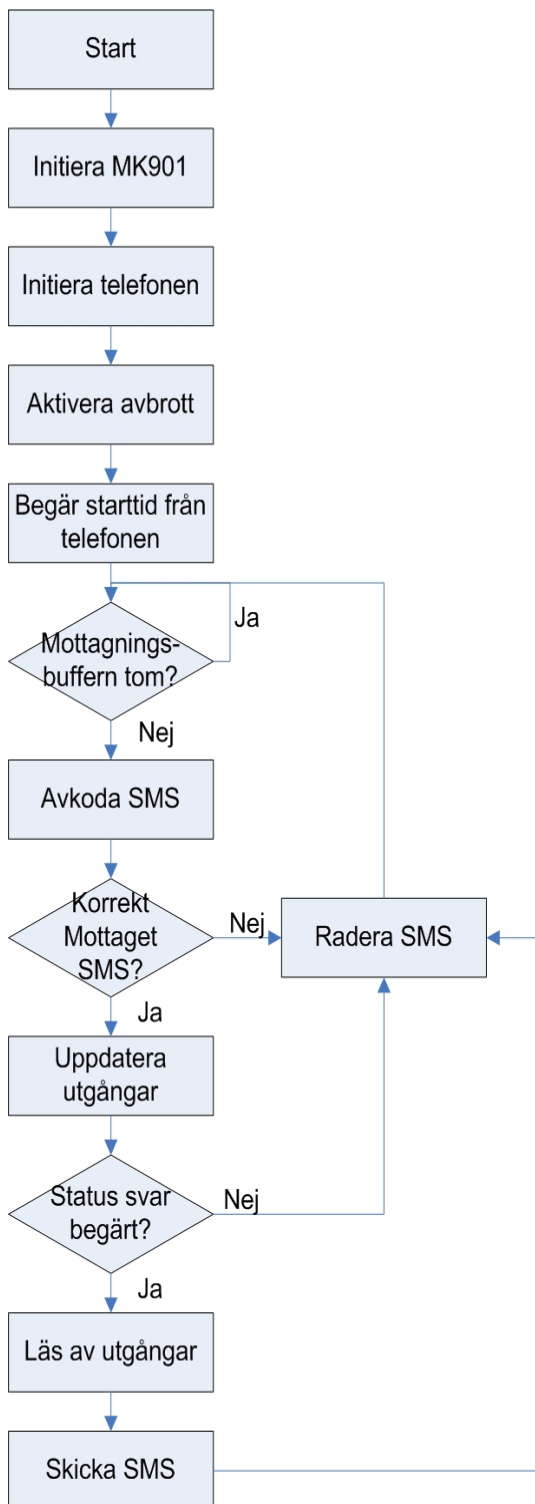 Start
Initiera MK901
Initiera telefonen
Aktivera avbrott
Begär starttid från
telefonen
Ja
Mottagnings-
buffern tom?
Nej
Avkoda SMS
Korrekt
Mottaget
SMS?
Nej
Radera SMS
Ja
Uppdatera
utgångar
Status svar
begärt?
Nej
Ja
Läs av utgångar
Skicka SMS